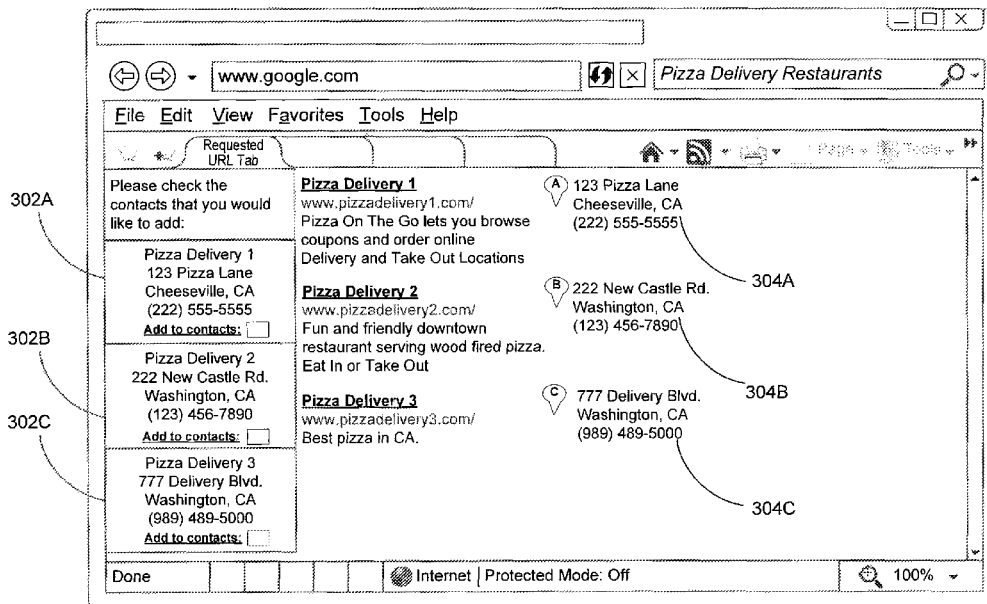 www.google.com
Pizza Delivery Restaurants
File Edit View Favorites Tools Help
Requested
URL Tab
Page
Tools
Please check the
contacts that you would
like to add:
302A
Pizza Delivery 1
123 Pizza Lane
Cheeseville, CA
(222) 555-5555
Add to contacts:
302B
Pizza Delivery 2
222 New Castle Rd.
Washington, CA
(123) 456-7890
Add to contacts:
302C
Pizza Delivery 3
777 Delivery Blvd.
Washington, CA
(989) 489-5000
Add to contacts:
Pizza Delivery 1
www.pizzadelivery1.com/
Pizza On The Go lets you browse
coupons and order online
Delivery and Take Out Locations
A 123 Pizza Lane
Cheeseville, CA
(222) 555-5555
304A
Pizza Delivery 2
www.pizzadelivery2.com/
Fun and friendly downtown
restaurant serving wood fired pizza.
Eat In or Take Out
B 222 New Castle Rd.
Washington, CA
(123) 456-7890
304B
Pizza Delivery 3
www.pizzadelivery3.com/
Best pizza in CA.
C 777 Delivery Blvd.
Washington, CA
(989) 489-5000
304C
Done
Internet | Protected Mode: Off
100%